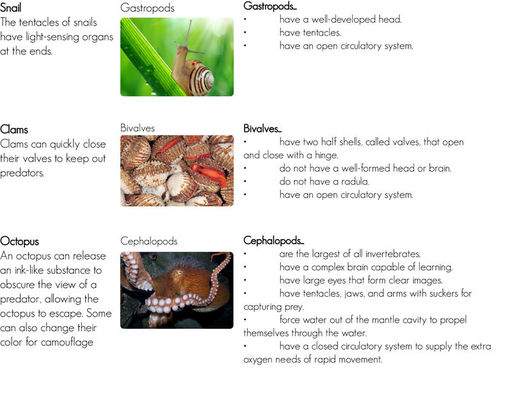 Snail
The tentacles of snails
have light-sensing organs
at the ends.
Gastropods
Gastropods...
• have a well-developed head.
• have tentacles.
• have an open circulatory system.
Clams
Clams can quickly close
their valves to keep out
predators.
Bivalves
Bivalves...
• have two half shells, called valves, that open
and close with a hinge.
• do not have a well-formed head or brain.
• do not have a radula.
• have an open circulatory system.
Octopus
An octopus can release
an ink-like substance to
obscure the view of a
predator, allowing the
octopus to escape. Some
can also change their
color for camouflage
Cephalopods
Cephalopods...
• are the largest of all invertebrates.
• have a complex brain capable of learning.
• have large eyes that form clear images.
• have tentacles, jaws, and arms with suckers for
capturing prey.
• force water out of the mantle cavity to propel
themselves through the water.
• have a closed circulatory system to supply the extra
oxygen needs of rapid movement.